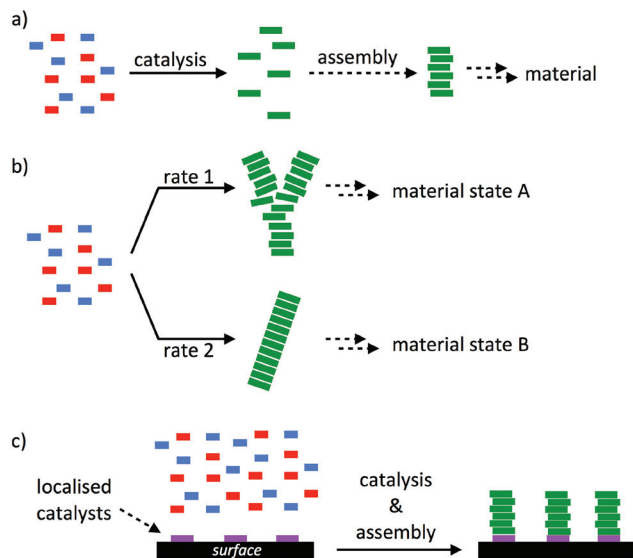 a)
catalysis
assembly
material
b)
rate 1
material state A
rate 2
material state B
c)
localised
catalysts
surface
catalysis
&
assembly